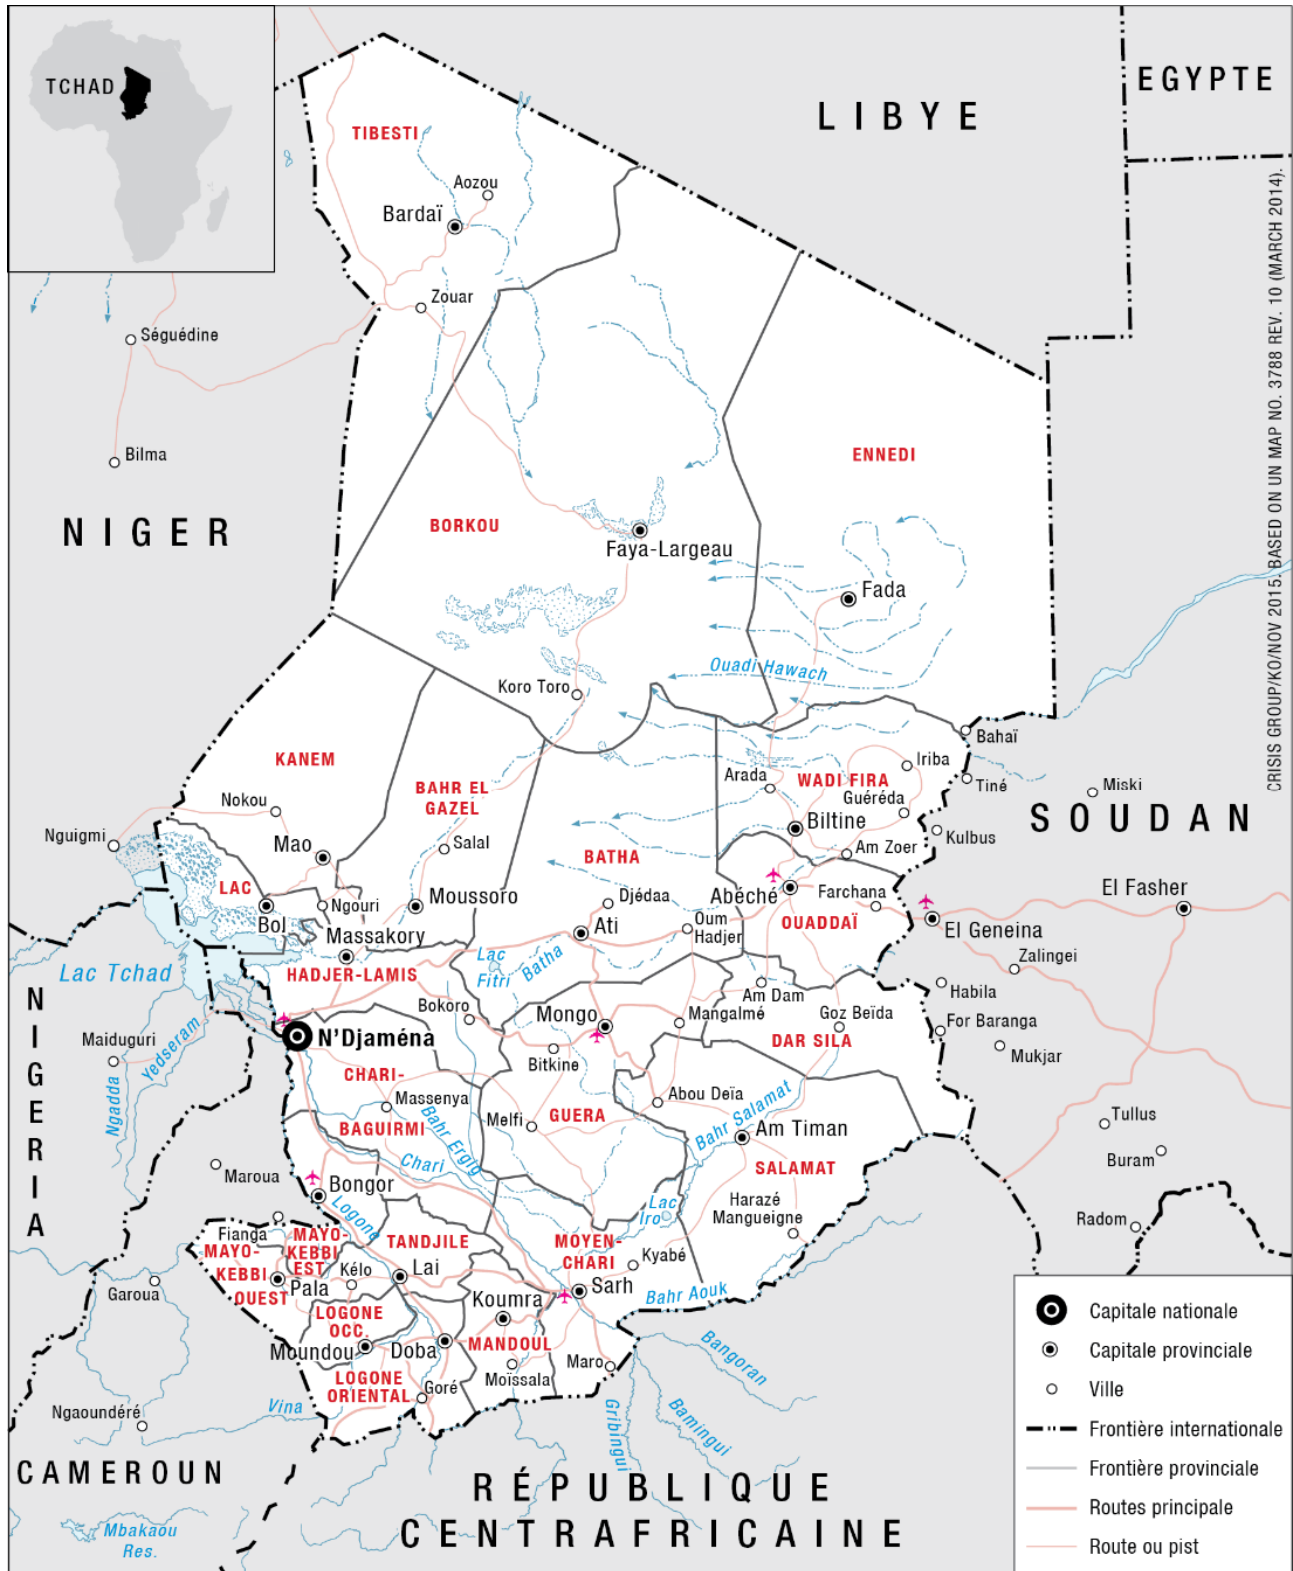 TCHAD
LIBYE
EGYPTE
TIBESTI
Aozou
Bardaï
Zouar
Séguédine
Bilma
NIGER
ENNEDI
BORKOU
Faya-Largeau
Fada
Ouadi Hawach
Koro Toro
KANEM
BAHR EL
GAZEL
Nokou
Nguigmi
Mao
Salal
LAC
Bol
Ngouri
Moussoro
Massakory
BATHA
Djédaa
Ati
Oum
Hadjer
Arada
WADI FIRA
Iriba
Guéréda
Biltine
Am Zoer
Abéché
Farchana
OUADDAÏ
Bahaï
Tiné
Miski
SOUDAN
Kulbus
El Fasher
El Geneina
Zalingei
Habila
For Baranga
Mukjar
Tullus
Buram
Radom
Lac Tchad
HADJER-LAMIS
Lac
Fitri
Batha
Bokoro
Mongo
Mangalmé
Am Dam
Goz Beïda
DAR SILA
N'Djaména
NIGERIA
Maiduguri
Yedseram
Ngadda
CHARI-
BAGUIRMI
Massenya
Bitkine
Melfi
GUERA
Abou Deïa
Bahr Salamat
Am Timan
SALAMAT
Bahr Ergig
Chari
Maroua
Bongor
Logone
Lac
Iro
Harazé
Mangueigne
Fianga
MAYO-
KEBBI
EST
MAYO-
KEBBI
OUEST
Pala
Kélo
TANDJILE
Lai
MOYEN-
CHARI
Kyabé
Sarh
Bahr Aouk
Garoua
LOGONE
OCC.
Moundou
Doba
Koumra
MANDOUL
Maro
Moïssala
LOGONE
ORIENTAL
Goré
Vina
Ngaoundéré
Bangoran
Bamingui
Gribingui
CAMEROUN
Mbakaou
Res.
RÉPUBLIQUE
CENTRAFRICAINE
Capitale nationale
Capitale provinciale
Ville
Frontière internationale
Frontière provinciale
Routes principale
Route ou pist
CRISIS GROUP/KO/NOV 2015. BASED ON UN MAP NO. 3788 REV. 10 (MARCH 2014).